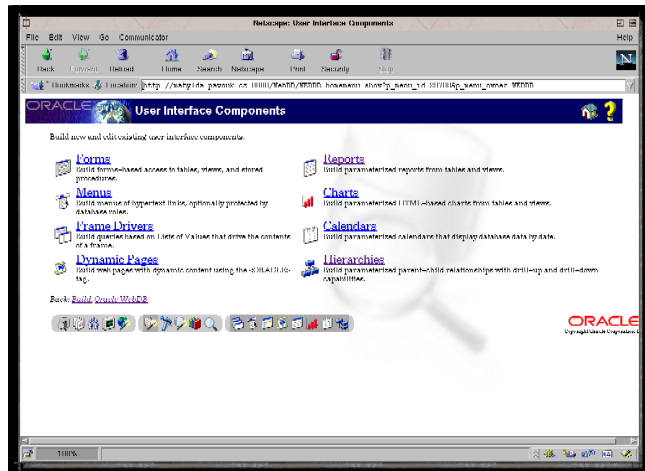 Netscape: User Interface Components
File Edit View Go Communicator Help
Back Forward Reload Home Search Netscape Print Security Stop
N
Bookmarks Location:
ORACLE User Interface Components
Build new and edit existing user interface components.
Forms
Build forms-based access to tables, views, and stored
procedures.
Reports
Build parameterized reports from tables and views.
Menus
Build menus of hypertext links, optionally protected by
database roles.
Charts
Build parameterized HTML-based charts from tables and views.
Frame Drivers
Build queries based on Lists of Values that drive the contents
of a frame.
Calendars
Build parameterized calendars that display database data by date.
Dynamic Pages
Build web pages with dynamic content using the <ORACLE>
tag.
Hierarchies
Build parameterized parent-child relationships with drill-up and drill-down
capabilities.
Back: Build, Oracle WebDB
ORACLE
Copyright Oracle Corporation
100%